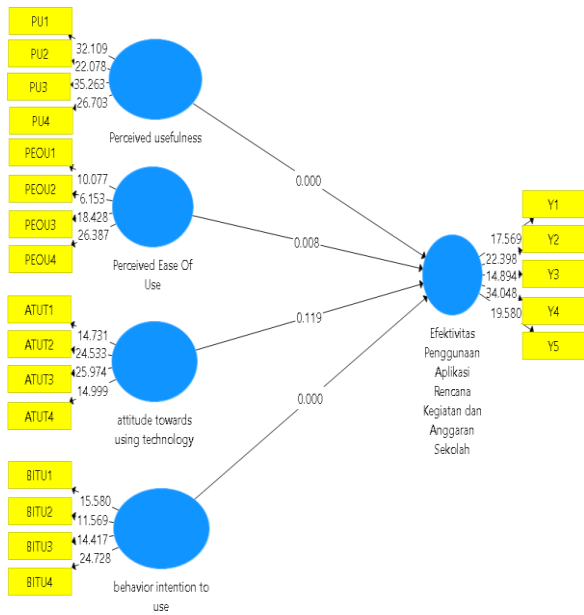 PU1
PU2
PU3
PU4
32.109
22.078
35.263
26.703
Perceived usefulness
PEOU1
PEOU2
PEOU3
PEOU4
10.077
6.153
18.428
26.387
Perceived Ease Of
Use
ATUT1
ATUT2
ATUT3
ATUT4
14.731
24.533
25.974
14.999
attitude towards
using technology
BITU1
BITU2
BITU3
BITU4
15.580
11.569
14.417
24.728
behavior intention to
use
0.000
0.008
0.119
0.000
Efektivitas
Penggunaan
Aplikasi
Rencana
Kegiatan dan
Anggaran
Sekolah
17.569
22.398
14.894
34.048
19.580
Y1
Y2
Y3
Y4
Y5